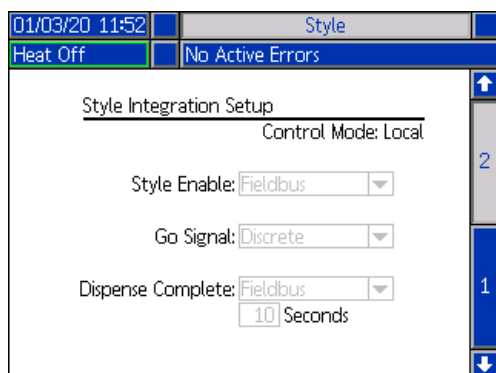 01/03/20 11:52 Style
Heat Off No Active Errors
Style Integration Setup
Control Mode: Local
2
Style Enable: Fieldbus
Go Signal: Discrete
Dispense Complete: Fieldbus
1
10 Seconds